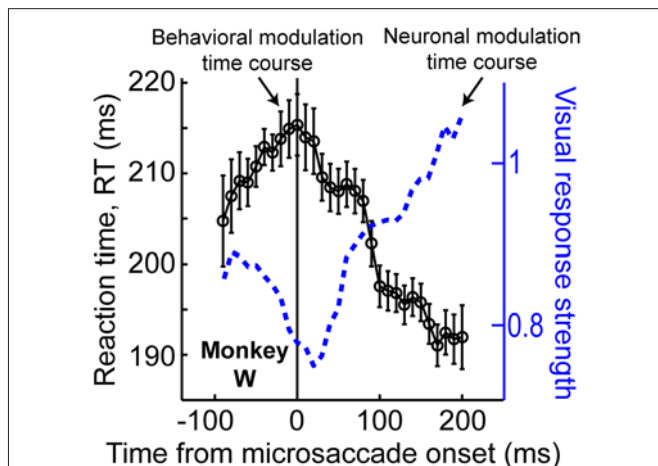 Behavioral modulation
time course
Neuronal modulation
time course
220
210
200
190
Reaction time, RT (ms)
1
0.8
Visual response strength
Monkey
W
-100
0
100
200
Time from microsaccade onset (ms)